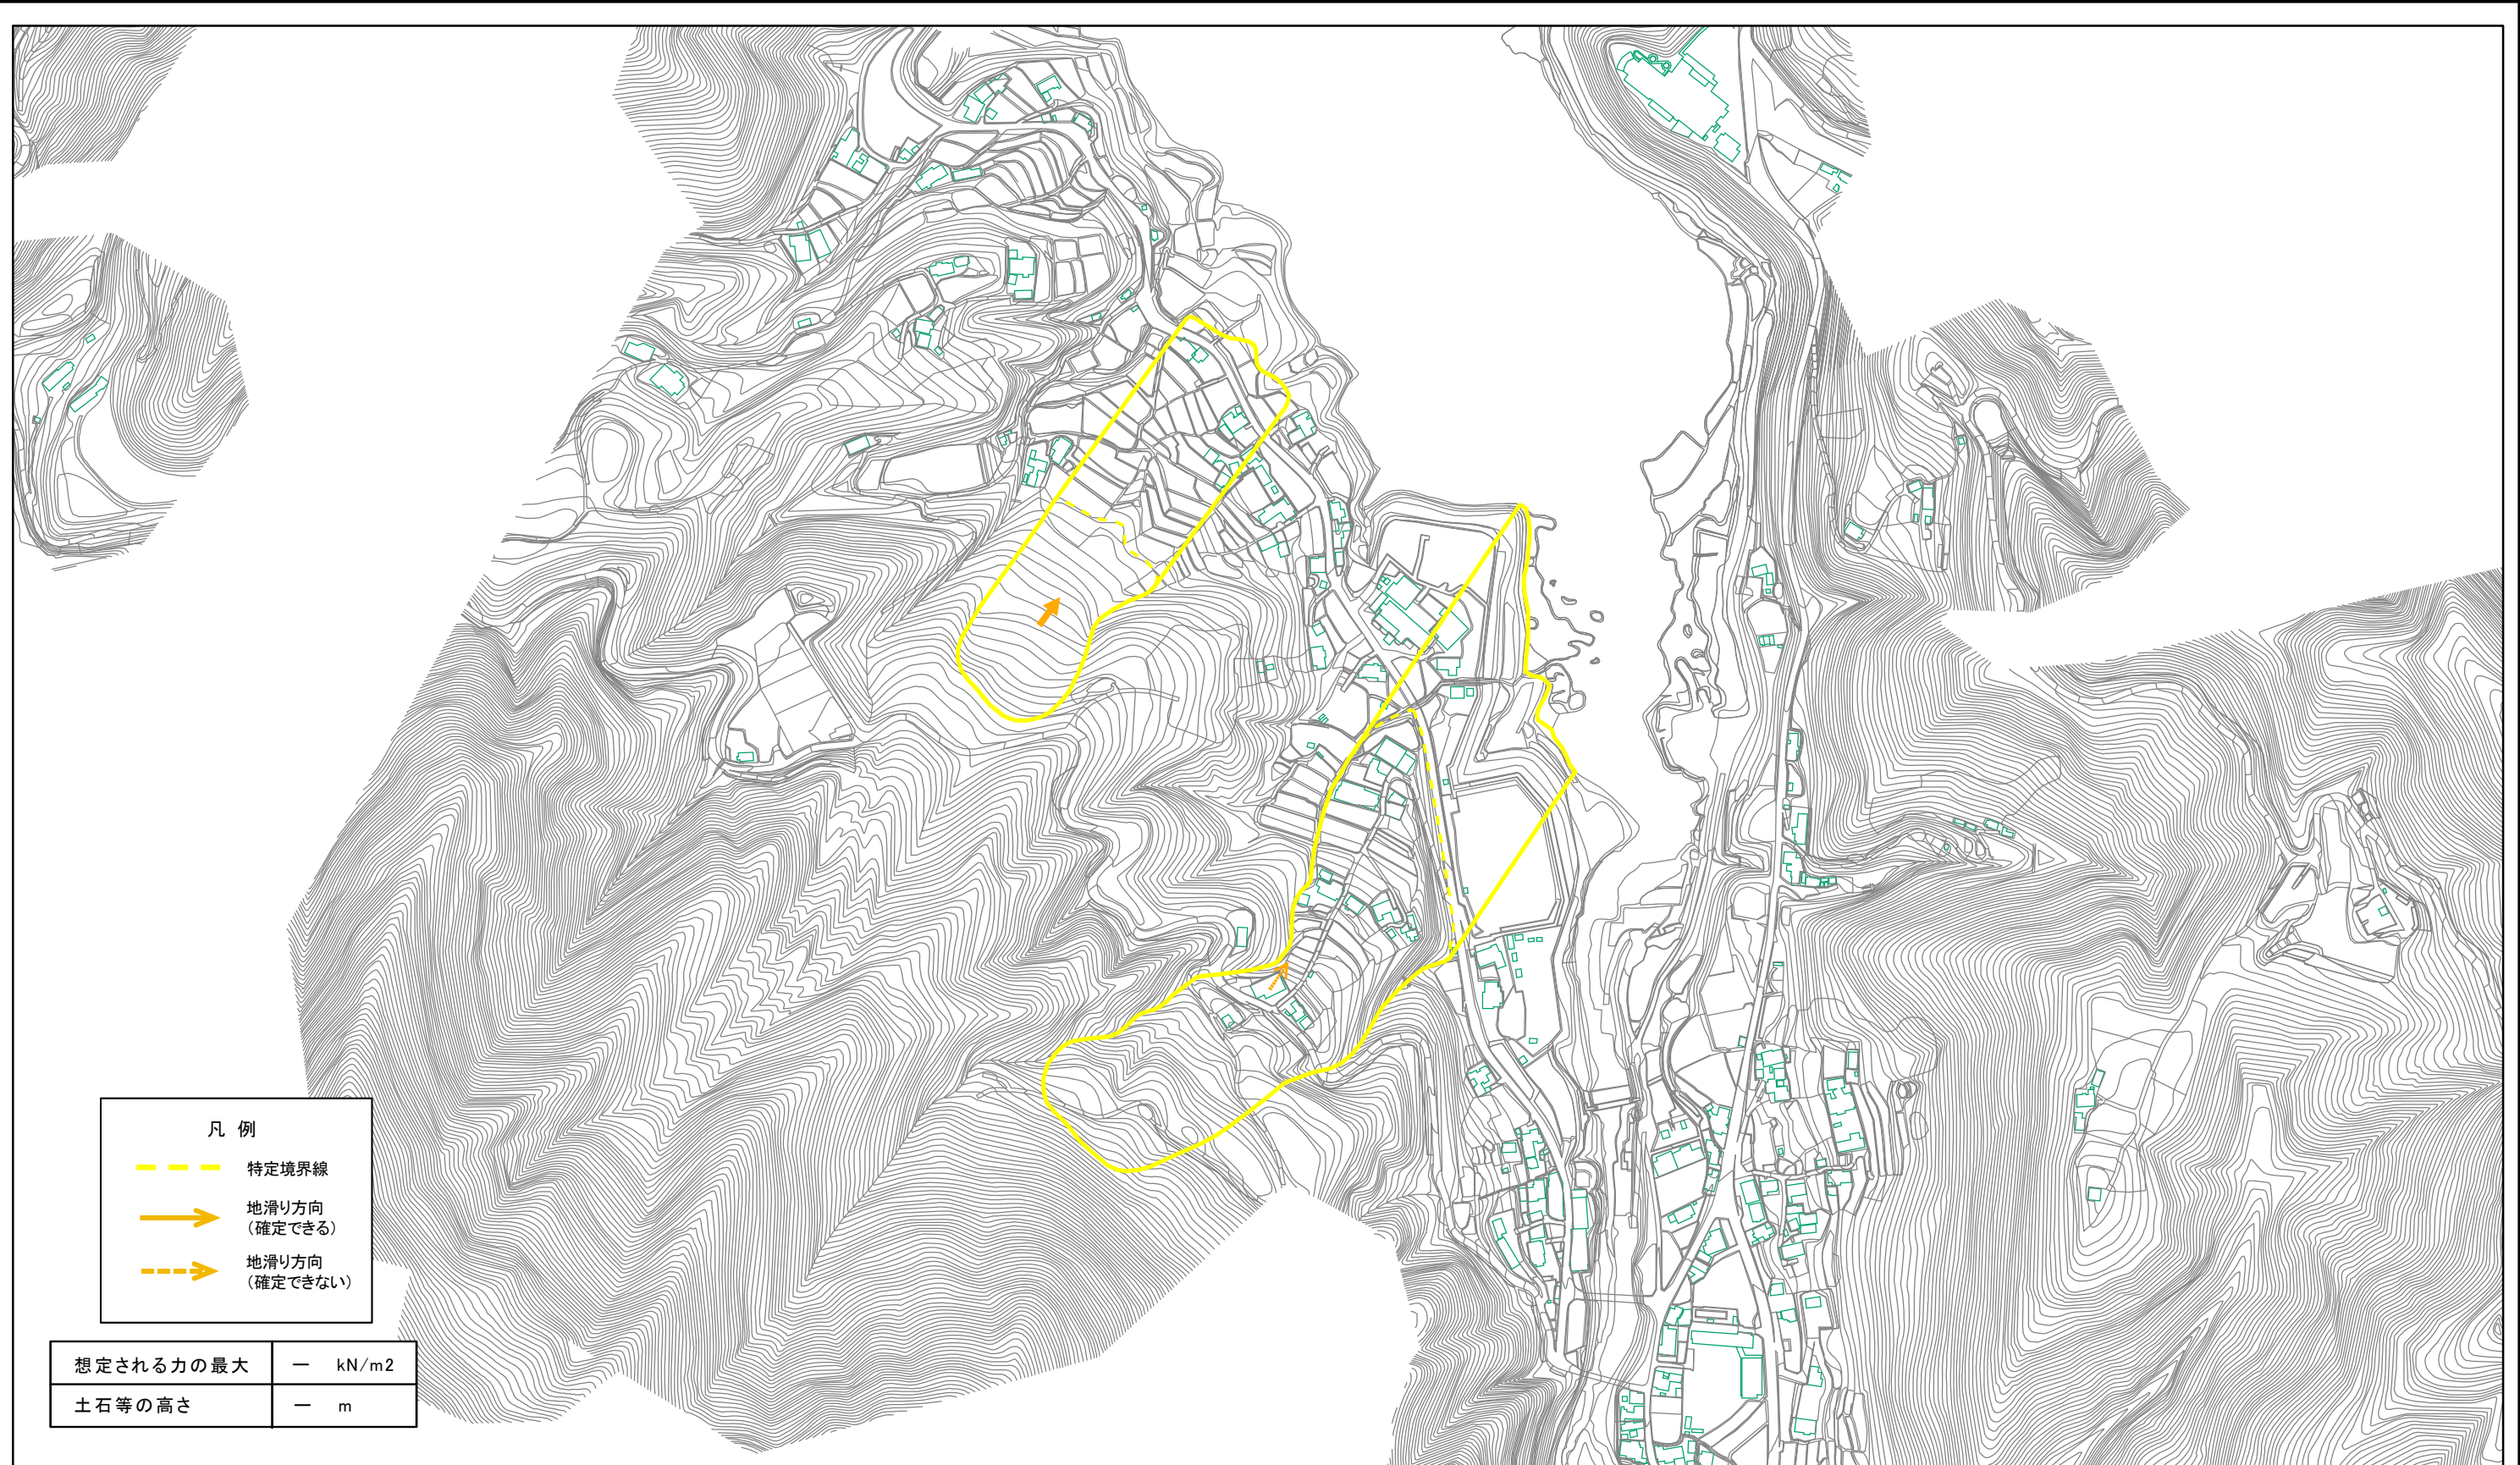 凡 例
特定境界線
地滑り方向
（確定できる）
地滑り方向
（確定できない）
想定される力の最大 ― kN/m2
土石等の高さ ― m